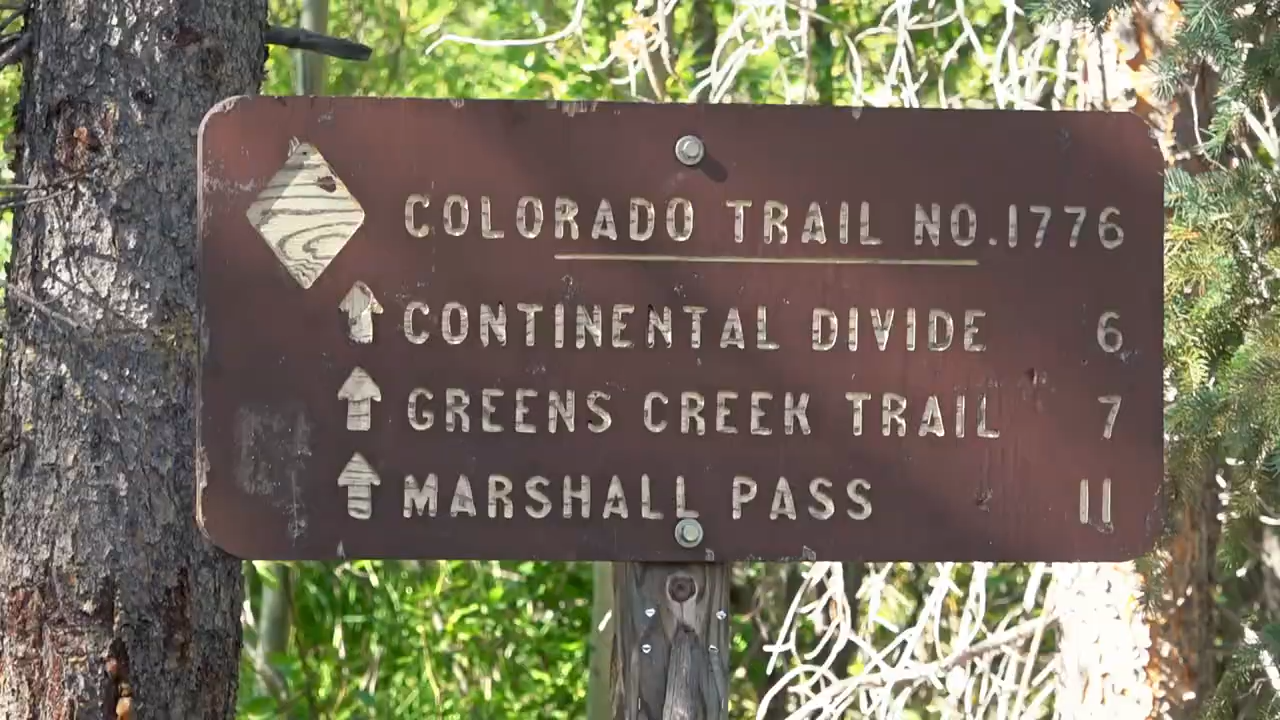 COLORADO TRAIL NO.1776
CONTINENTAL DIVIDE 6
GREENS CREEK TRAIL 7
MARSHALL PASS 11